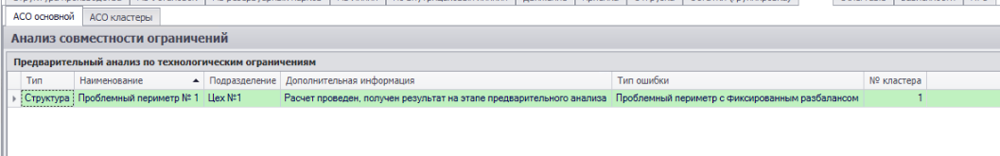 АСО основной АСО кластеры
Анализ совместности ограничений
Предварительный анализ по технологическим ограничениям
Тип Наименование Подразделение Дополнительная информация Тип ошибки № кластера
Структура Проблемный периметр № 1 Цех №1 Расчет проведен, получен результат на этапе предварительного анализа Проблемный периметр с фиксированным разбалансом 1